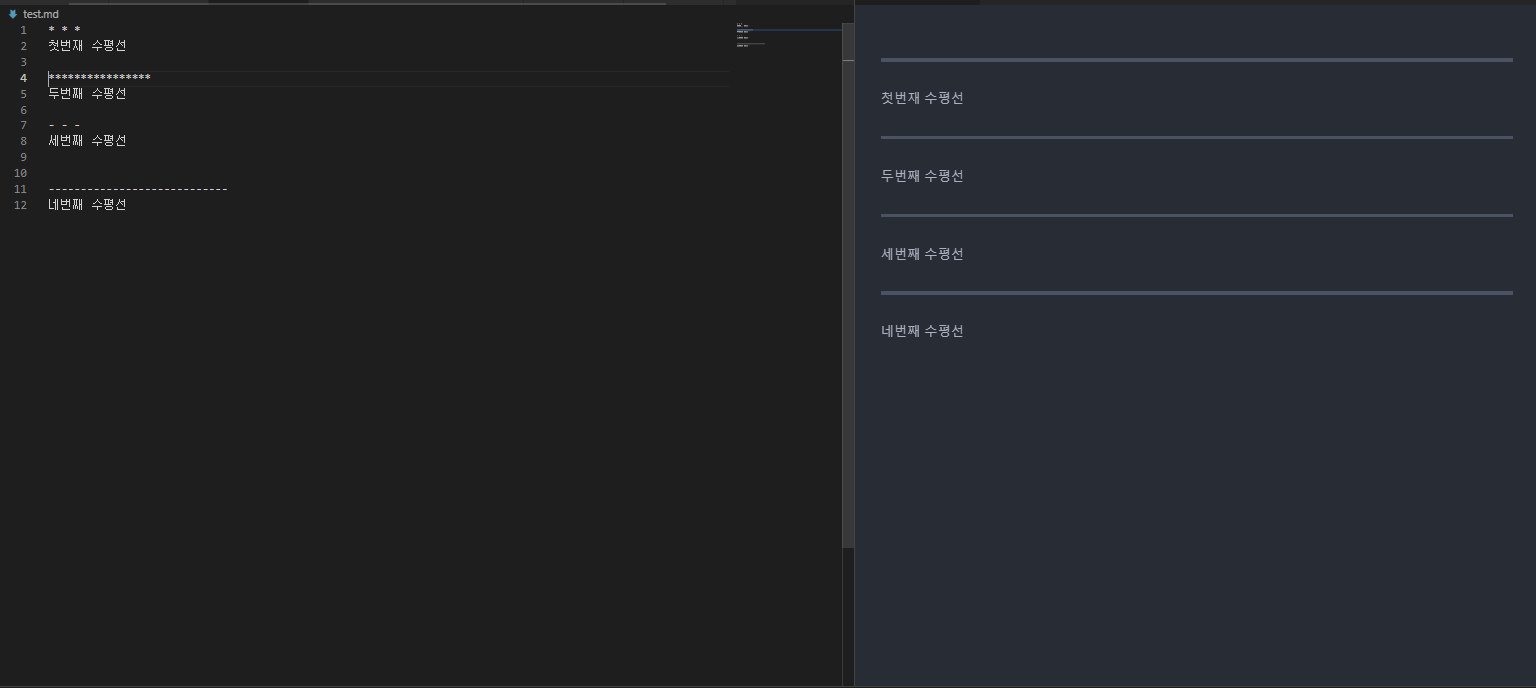 test.md
1 * * *
2 첫번재 수평선
3
4 ****************
5 두번째 수평선
6
7 - - -
8 세번째 수평선
9
10
11 ----------------------------
12 네번째 수평선
첫번재 수평선
두번째 수평선
세번째 수평선
네번째 수평선